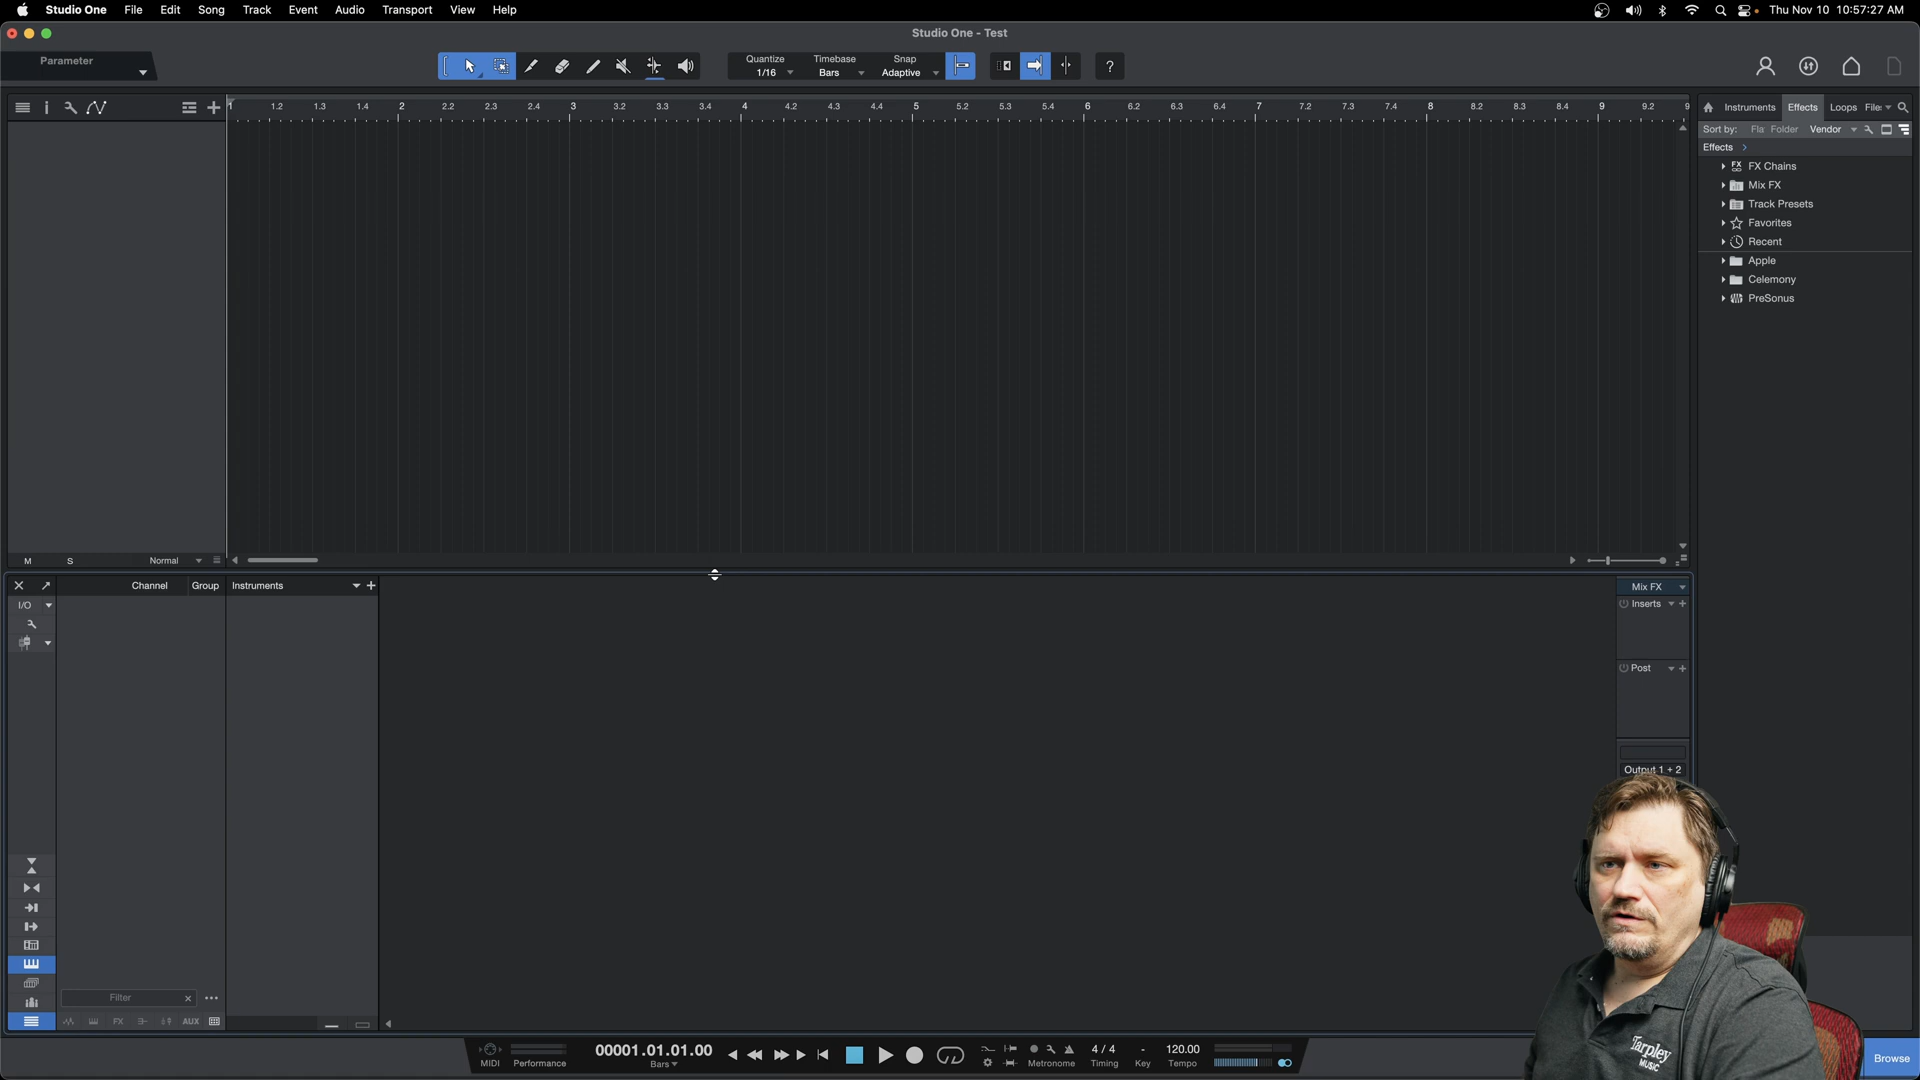 Studio One File Edit Song Track Event Audio Transport View Help Thu Nov 10 10:57:27 AM
Studio One - Test
Parameter
Quantize Timebase Snap
1/16 Bars Adaptive ?
1 1.2 1.3 1.4 2 2.2 2.3 2.4 3 3.2 3.3 3.4 4 4.2 4.3 4.4 5 5.2 5.3 5.4 6 6.2 6.3 6.4 7 7.2 7.3 7.4 8 8.2 8.3 8.4 9 9.2 9
Instruments Effects Loops File
Sort by: Fla Folder Vendor
Effects
FX Chains
Mix FX
Track Presets
Favorites
Recent
Apple
Celemony
PreSonus
M S Normal
Channel Group Instruments
Mix FX
I/O
Inserts
Post
Output 1 + 2
Filter
FX AUX
MIDI Performance
00001.01.01.00
Bars
Metronome
4 / 4
Timing
-
Key
120.00
Tempo
Browse
Tarpley
MUSIC